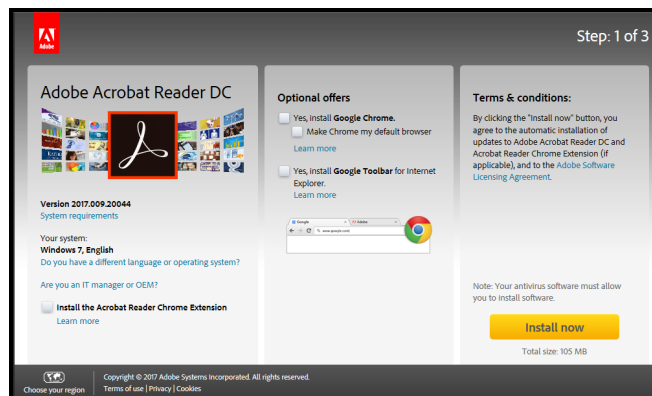 Adobe
Step: 1 of 3
Adobe Acrobat Reader DC
Version 2017.009.20044
System requirements
Your system:
Windows 7, English
Do you have a different language or operating system?
Are you an IT manager or OEM?
Install the Acrobat Reader Chrome Extension
Learn more
Optional offers
Yes, install Google Chrome.
Make Chrome my default browser
Learn more
Yes, install Google Toolbar for Internet
Explorer.
Learn more
Google
Adobe
www.google.com
Terms & conditions:
By clicking the "Install now" button, you
agree to the automatic installation of
updates to Adobe Acrobat Reader DC and
Acrobat Reader Chrome Extension (if
applicable), and to the Adobe Software
Licensing Agreement.
Note: Your antivirus software must allow
you to install software.
Install now
Total size: 105 MB
Choose your region
Copyright © 2017 Adobe Systems Incorporated. All rights reserved.
Terms of use | Privacy | Cookies